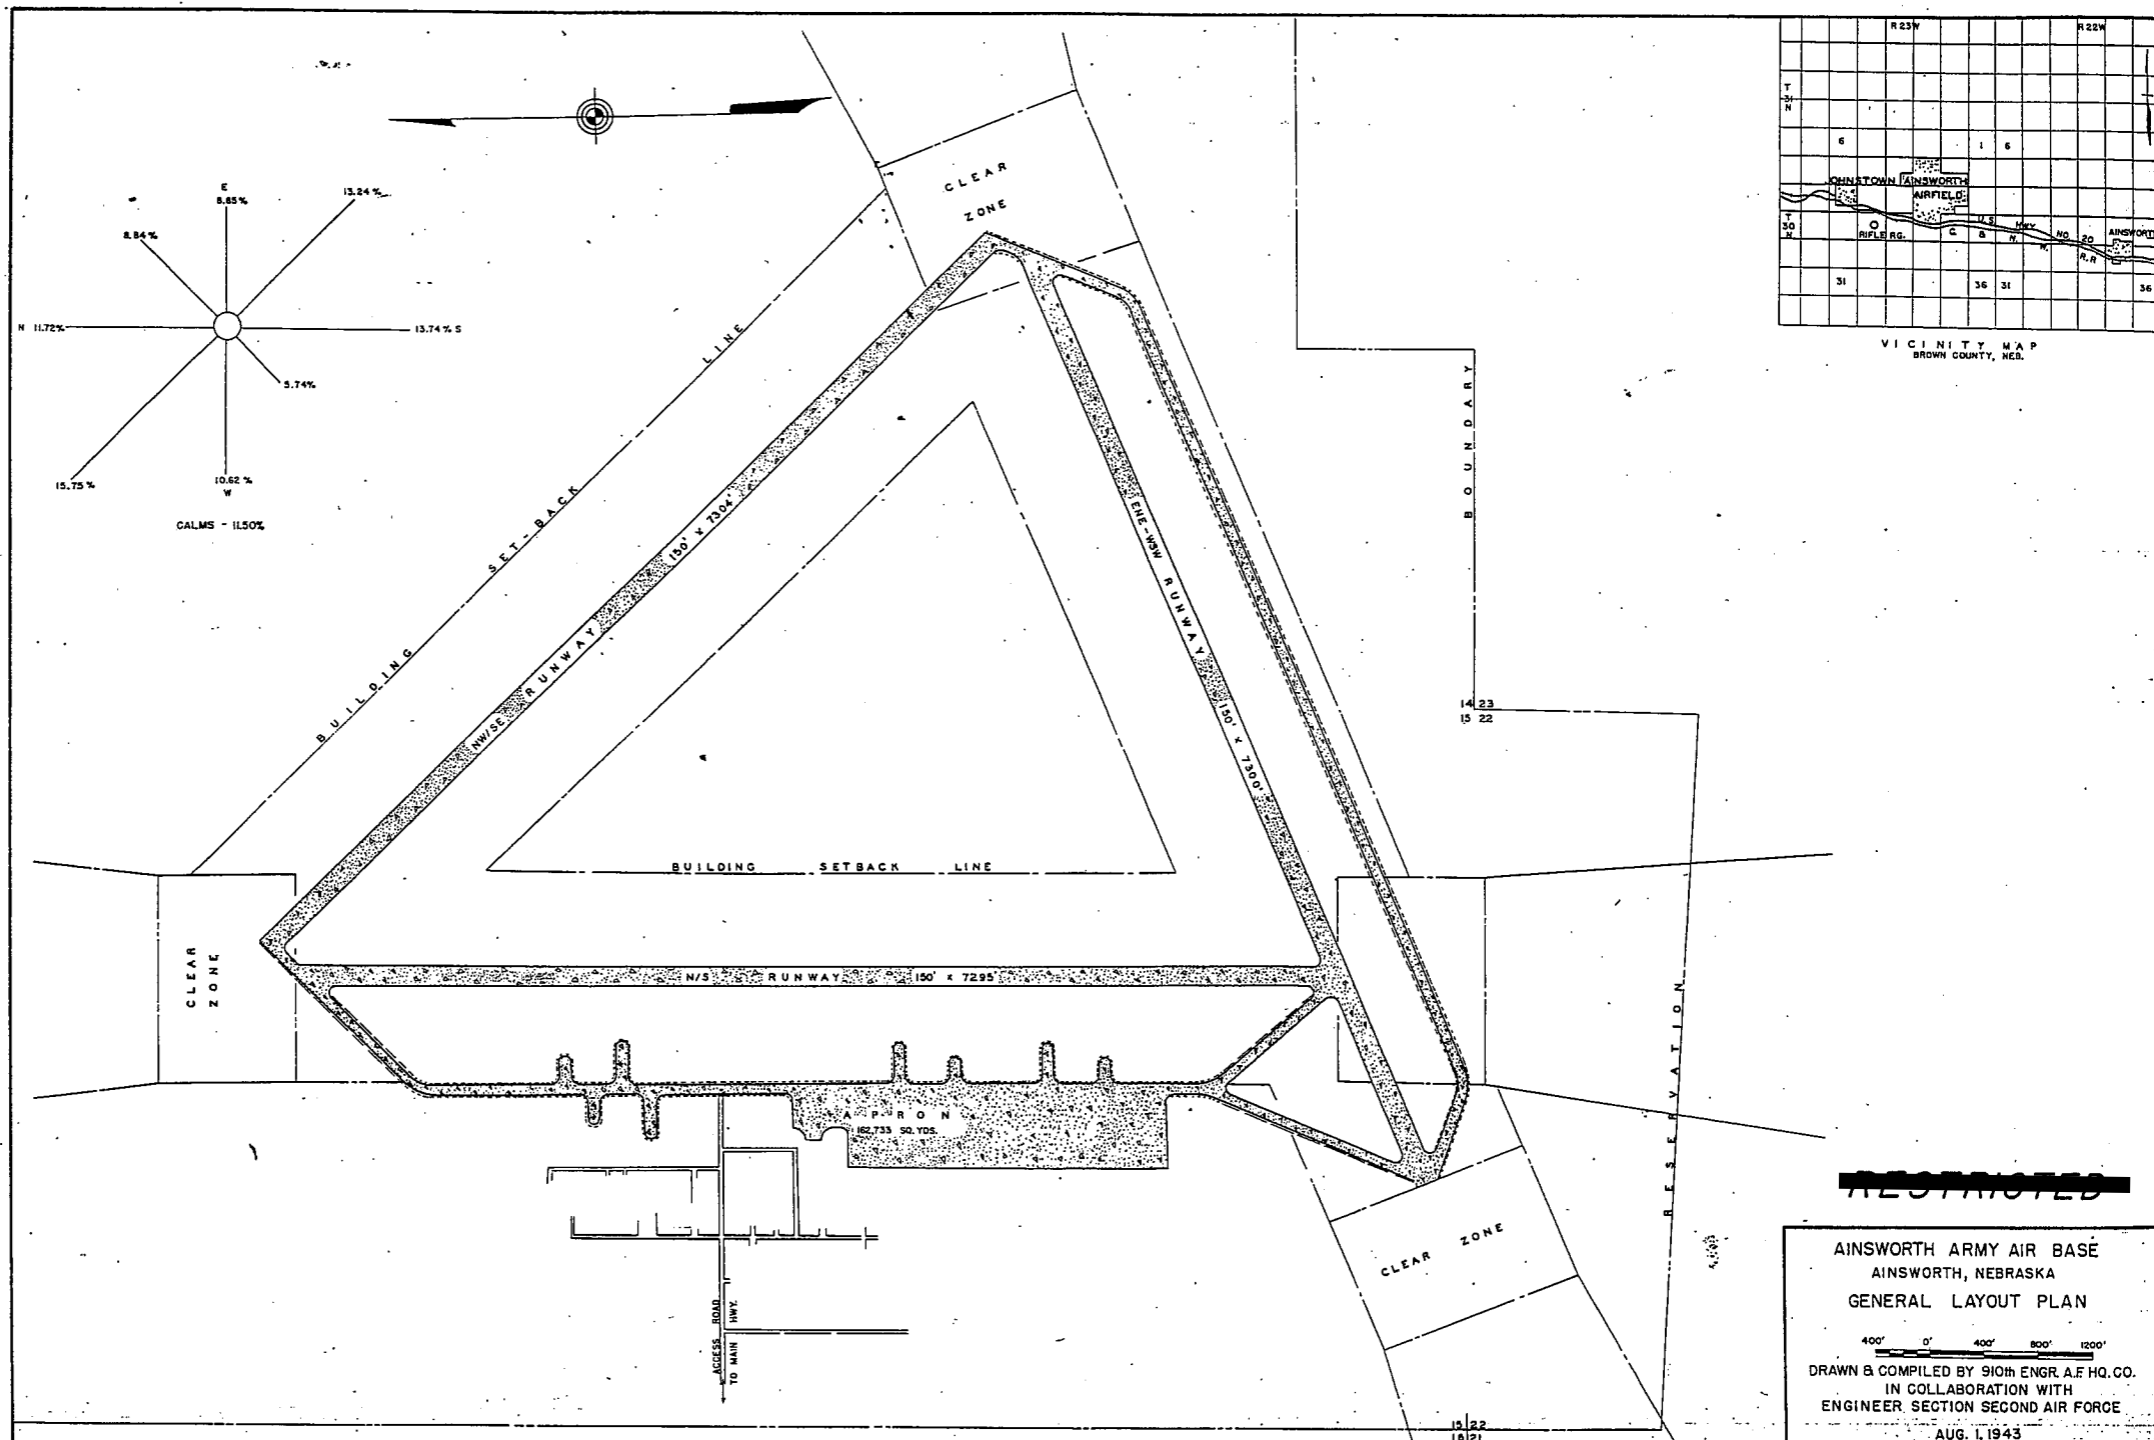 R 23W
R 22W
T
31
N
6
1
6
JOHNSTOWN
AINSWORTH
AIRFIELD
T
30
N
RIFLE RG.
C. & N. W. R.R
U.S. HWY NO. 20
AINSWORTH
31
36
31
36
VICINITY MAP
BROWN COUNTY, NEB.
E
8.85%
13.24%
8.84%
N 11.72%
13.74% S
5.74%
15.75%
10.62%
W
CALMS - 11.50%
CLEAR
ZONE
BUILDING SET-BACK LINE
BOUNDARY
NW/SE RUNWAY 150' x 7304'
ENE-WSW RUNWAY 150' x 7300'
14 23
15 22
BUILDING SETBACK LINE
CLEAR
ZONE
N/S RUNWAY 150' x 7295'
RESERVATION
APRON
162,733 SQ. YDS.
CLEAR ZONE
ACCESS ROAD
TO MAIN HWY.
15 22
16 21
RESTRICTED
AINSWORTH ARMY AIR BASE
AINSWORTH, NEBRASKA
GENERAL LAYOUT PLAN
400' 0' 400' 800' 1200'
DRAWN & COMPILED BY 910th ENGR. A.F. HQ. CO.
IN COLLABORATION WITH
ENGINEER SECTION SECOND AIR FORCE
AUG. 1, 1943